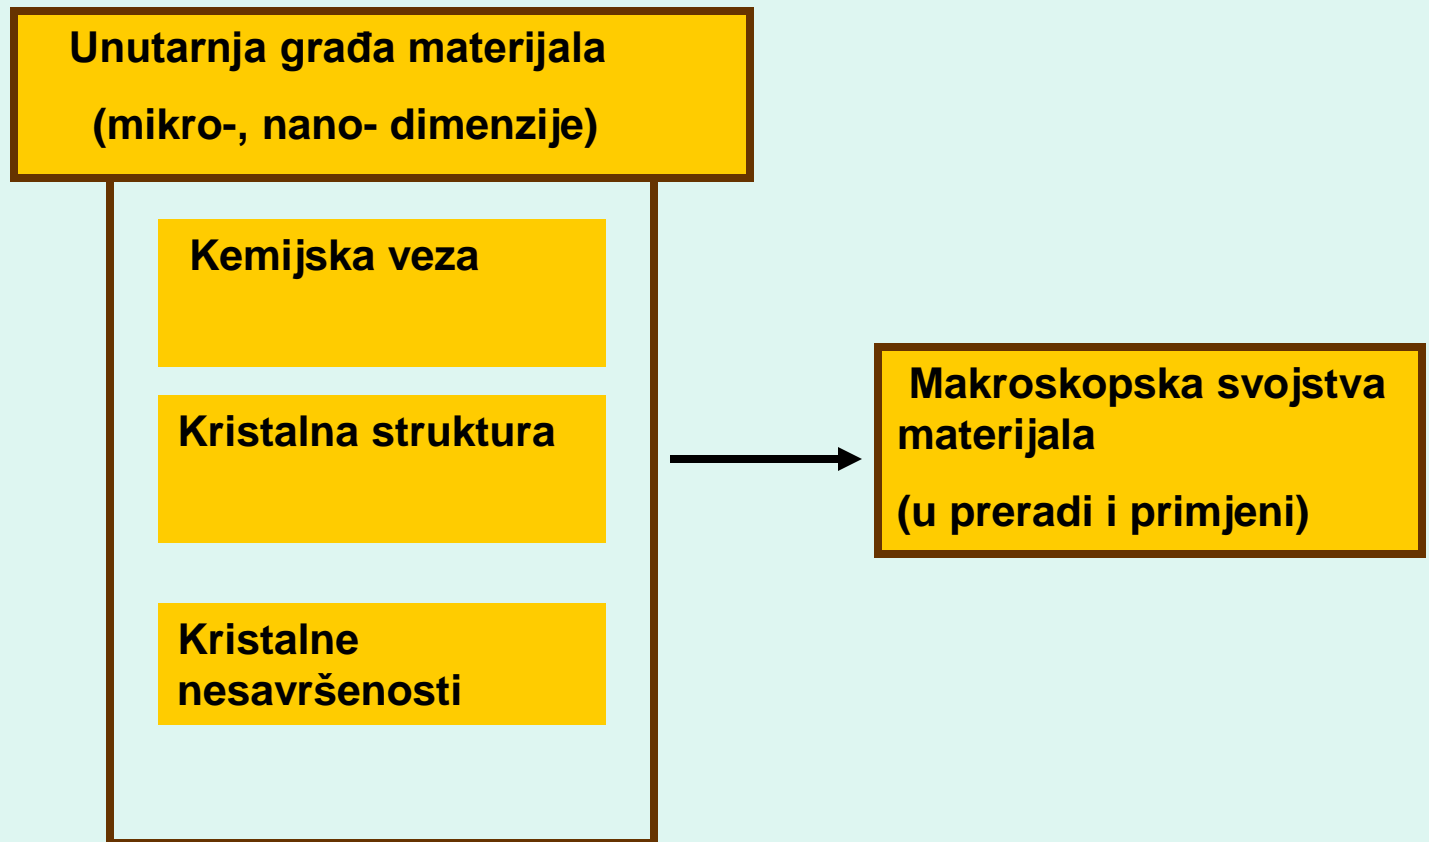 Unutarnja građa materijala
(mikro-, nano- dimenzije)
Kemijska veza
Kristalna struktura
Kristalne
nesavršenosti
Makroskopska svojstva
materijala
(u preradi i primjeni)